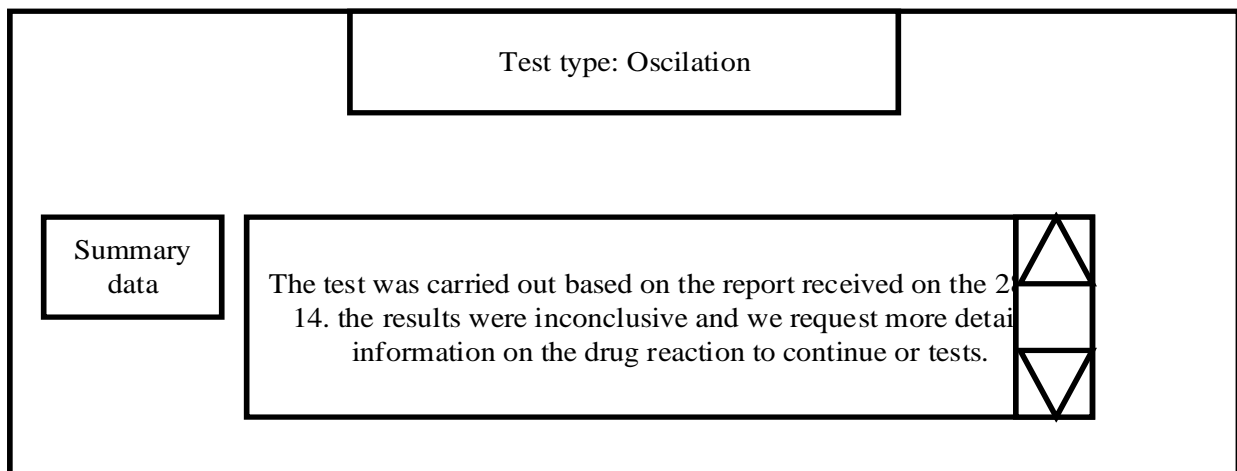 Test type: Oscilation
Summary
data
The test was carried out based on the report received on the
14. the results were inconclusive and we request more
information on the drug reaction to continue or tests.